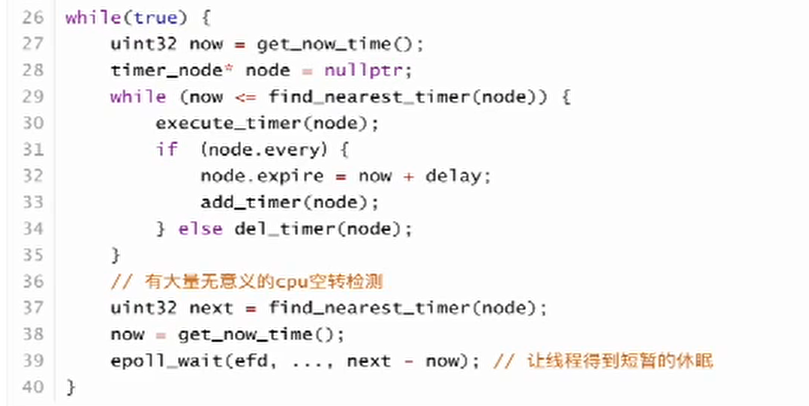 26 while(true) {
27     uint32 now = get_now_time();
28     timer_node* node = nullptr;
29     while (now <= find_nearest_timer(node)) {
30         execute_timer(node);
31         if  (node.every) {
32             node.expire = now + delay;
33             add_timer(node);
34         } else del_timer(node);
35     }
36     // 有大量无意义的cpu空转检测
37     uint32 next = find_nearest_timer(node);
38     now = get_now_time();
39     epoll_wait(efd, ..., next - now); // 让线程得到短暂的休眠
40 }